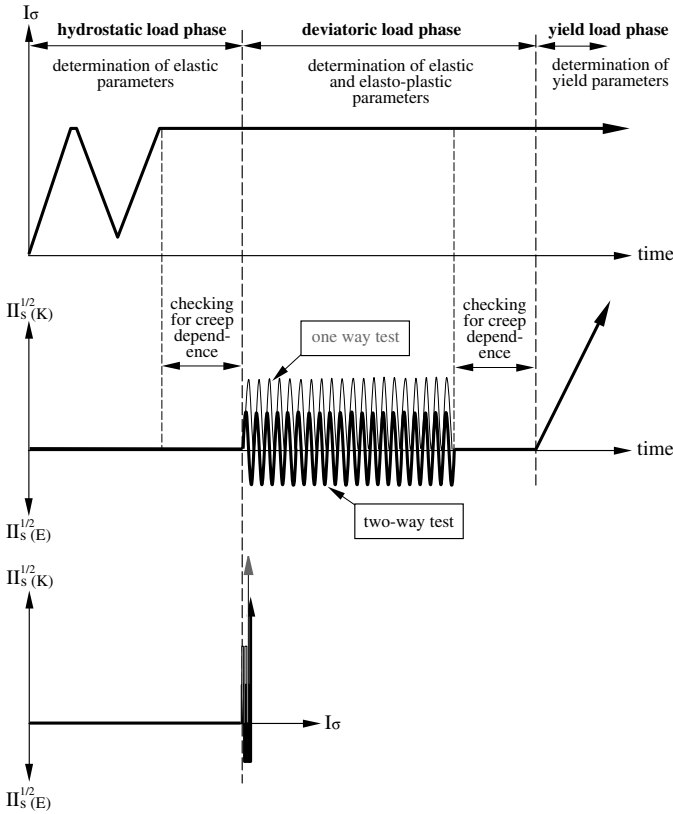 Iσ
hydrostatic load phase
deviatoric load phase
yield load phase
determination of elastic
parameters
determination of elastic
and elasto-plastic
parameters
determination of
yield parameters
time
II_s^{1/2} (K)
checking
for creep
depend-
ence
one way test
checking
for creep
depend-
ence
time
two-way test
II_s^{1/2} (E)
II_s^{1/2} (K)
Iσ
II_s^{1/2} (E)